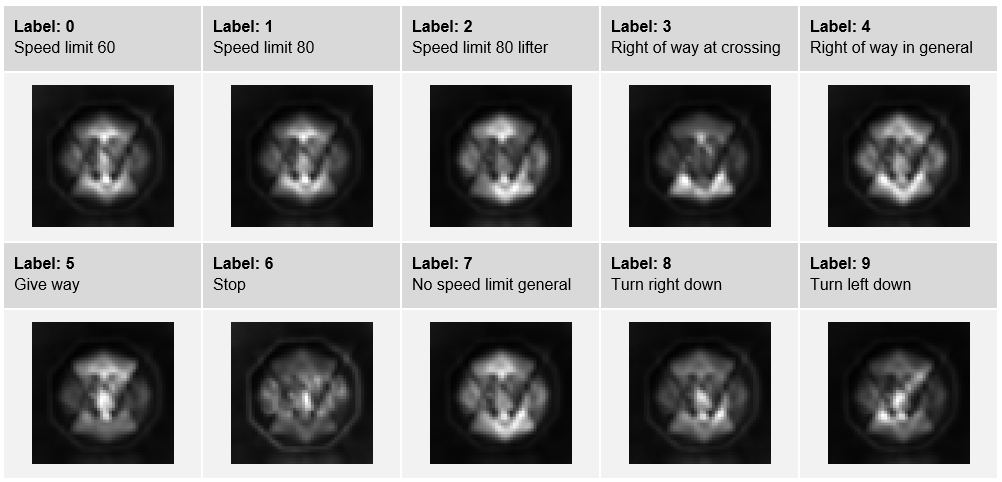 Label: 0
Speed limit 60
Label: 1
Speed limit 80
Label: 2
Speed limit 80 lifter
Label: 3
Right of way at crossing
Label: 4
Right of way in general
Label: 5
Give way
Label: 6
Stop
Label: 7
No speed limit general
Label: 8
Turn right down
Label: 9
Turn left down